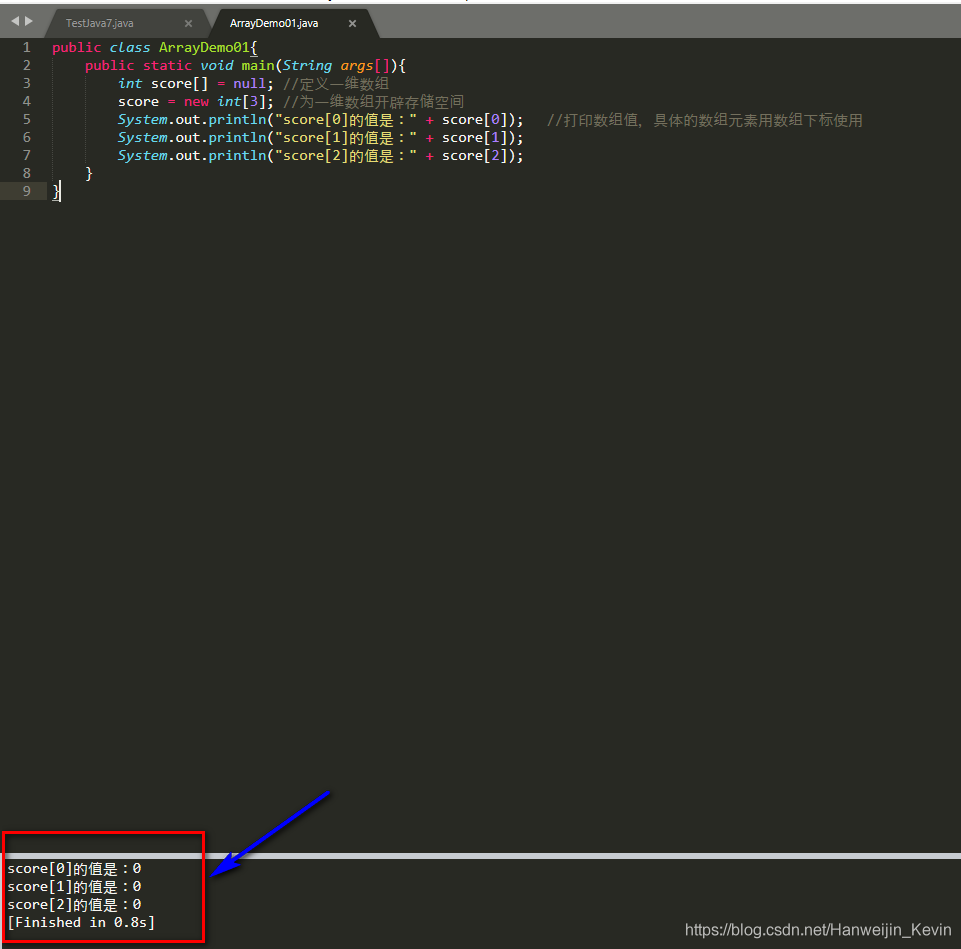 TestJava7.java
ArrayDemo01.java
1 public class ArrayDemo01{
2 public static void main(String args[]){
3 int score[] = null; //定义一维数组
4 score = new int[3]; //为一维数组开辟存储空间
5 System.out.println("score[0]的值是：" + score[0]); //打印数组值，具体的数组元素用数组下标使用
6 System.out.println("score[1]的值是：" + score[1]);
7 System.out.println("score[2]的值是：" + score[2]);
8 }
9 }
score[0]的值是：0
score[1]的值是：0
score[2]的值是：0
[Finished in 0.8s]
https://blog.csdn.net/Hanweijin_Kevin